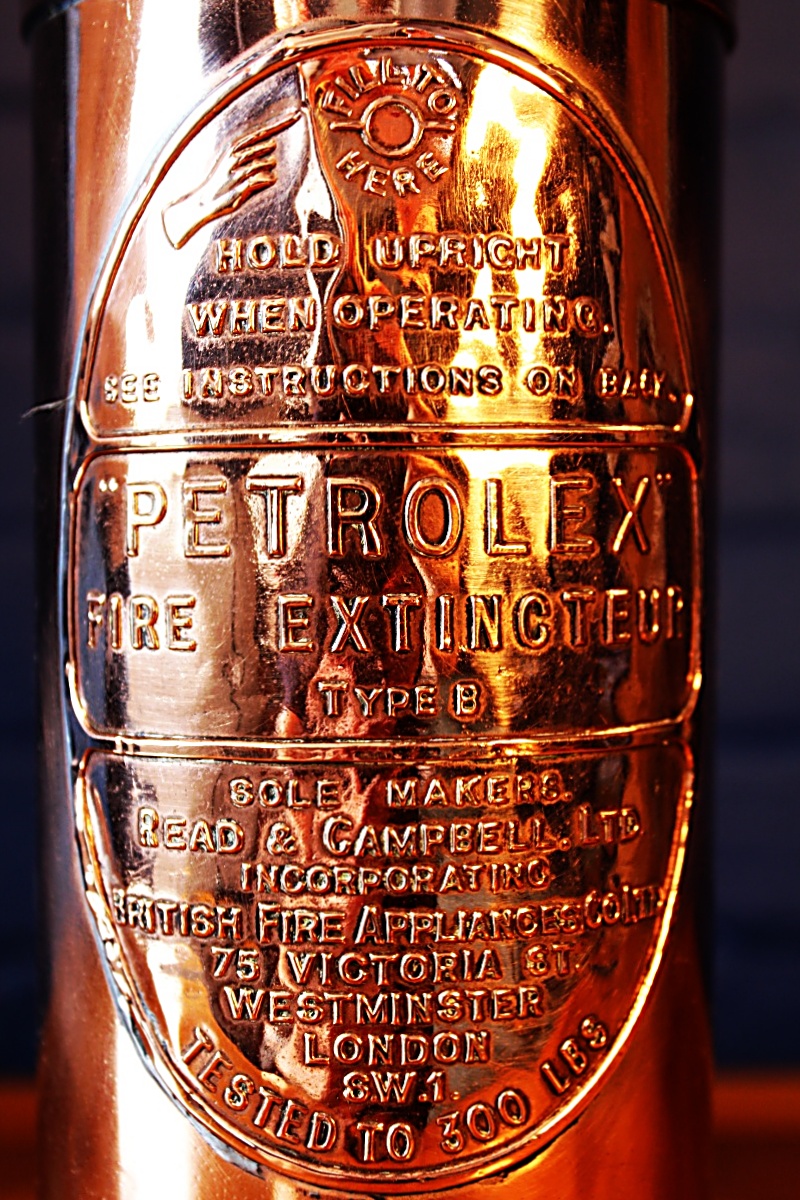 FILL TO
HERE
HOLD UPRIGHT
WHEN OPERATING.
SEE INSTRUCTIONS ON BACK.
"PETROLEX"
FIRE EXTINCTEUR
TYPE B
SOLE MAKERS.
READ & CAMPBELL. LTD
INCORPORATING
BRITISH FIRE APPLIANCES CO LTD
75 VICTORIA ST.
WESTMINSTER
LONDON
S.W.1.
TESTED TO 300 LBS